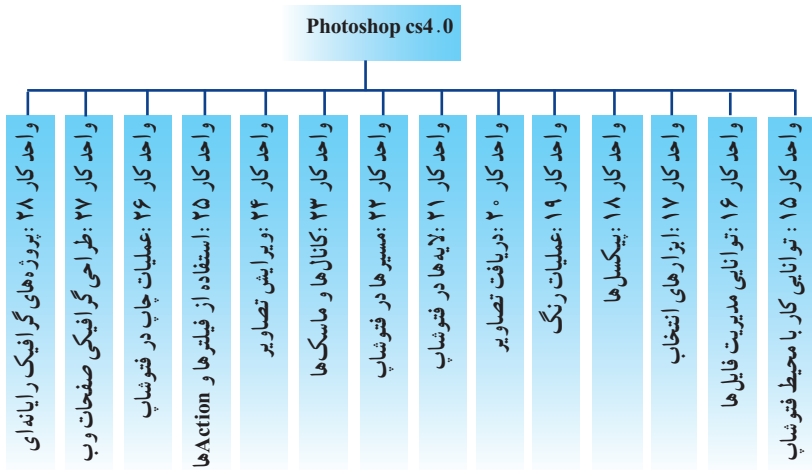 Photoshop cs4.0
واحد کار ۱۵ : توانایی کار با محیط فتوشاپ
واحد کار ۱۶ :توانایی مدیریت فایل‌ها
واحد کار ۱۷ :ابزارهای انتخاب
واحد کار ۱۸ :پیکسل‌ها
واحد کار ۱۹ :عملیات رنگ
واحد کار ۲۰ :دریافت تصاویر
واحد کار ۲۱ :لایه‌ها در فتوشاپ
واحد کار ۲۲ :مسیرها در فتوشاپ
واحد کار ۲۳ :کانال‌ها و ماسک‌ها
واحد کار ۲۴ :ویرایش تصاویر
واحد کار ۲۵ :استفاده از فیلترها و Actionها
واحد کار ۲۶ :عملیات چاپ در فتوشاپ
واحد کار ۲۷ :طراحی گرافیکی صفحات وب
واحد کار ۲۸ :پروژه‌های گرافیک رایانه‌ای